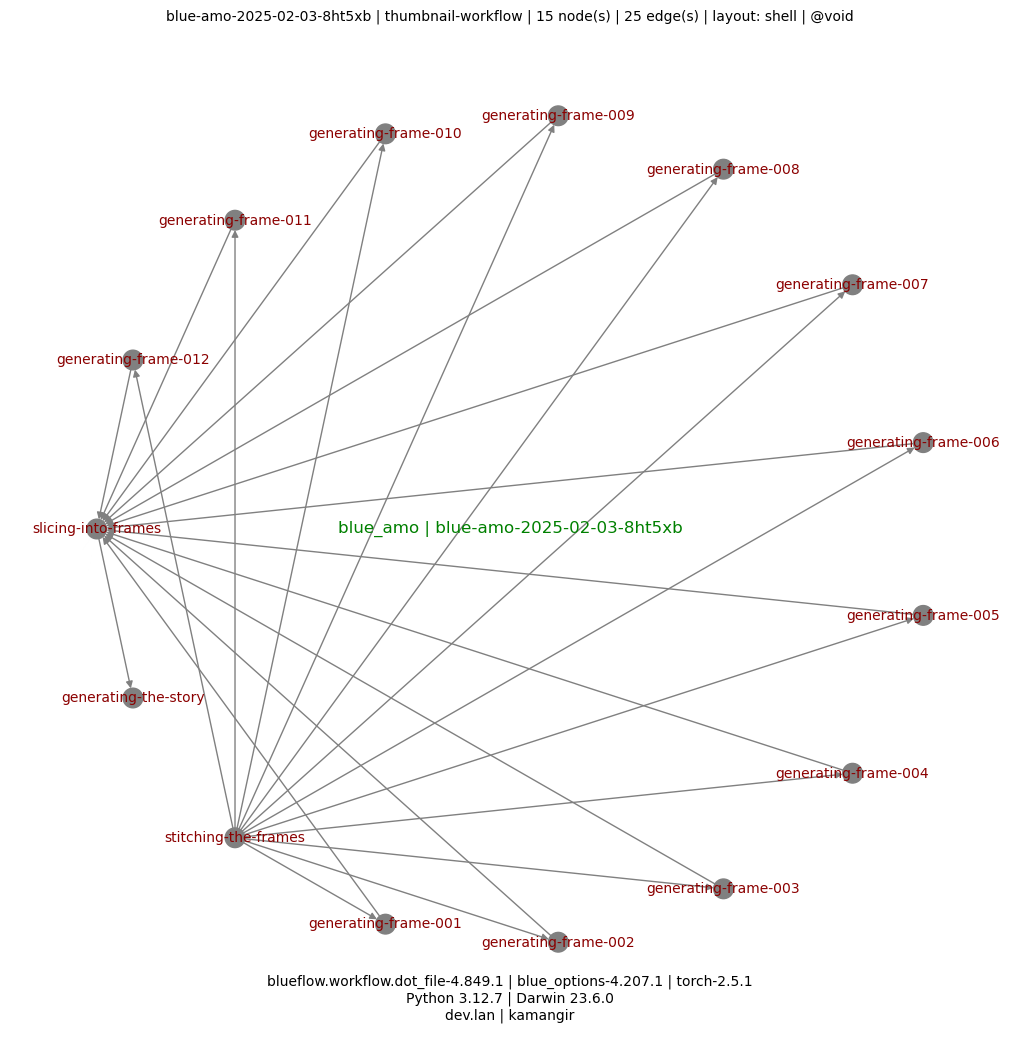 blue-amo-2025-02-03-8ht5xb | thumbnail-workflow | 15 node(s) | 25 edge(s) | layout: shell | @void
generating-frame-009
generating-frame-010
generating-frame-008
generating-frame-011
generating-frame-007
generating-frame-012
generating-frame-006
slicing-into-frames
blue_amo | blue-amo-2025-02-03-8ht5xb
generating-frame-005
generating-the-story
generating-frame-004
stitching-the-frames
generating-frame-003
generating-frame-001
generating-frame-002
blueflow.workflow.dot_file-4.849.1 | blue_options-4.207.1 | torch-2.5.1
Python 3.12.7 | Darwin 23.6.0
dev.lan | kamangir